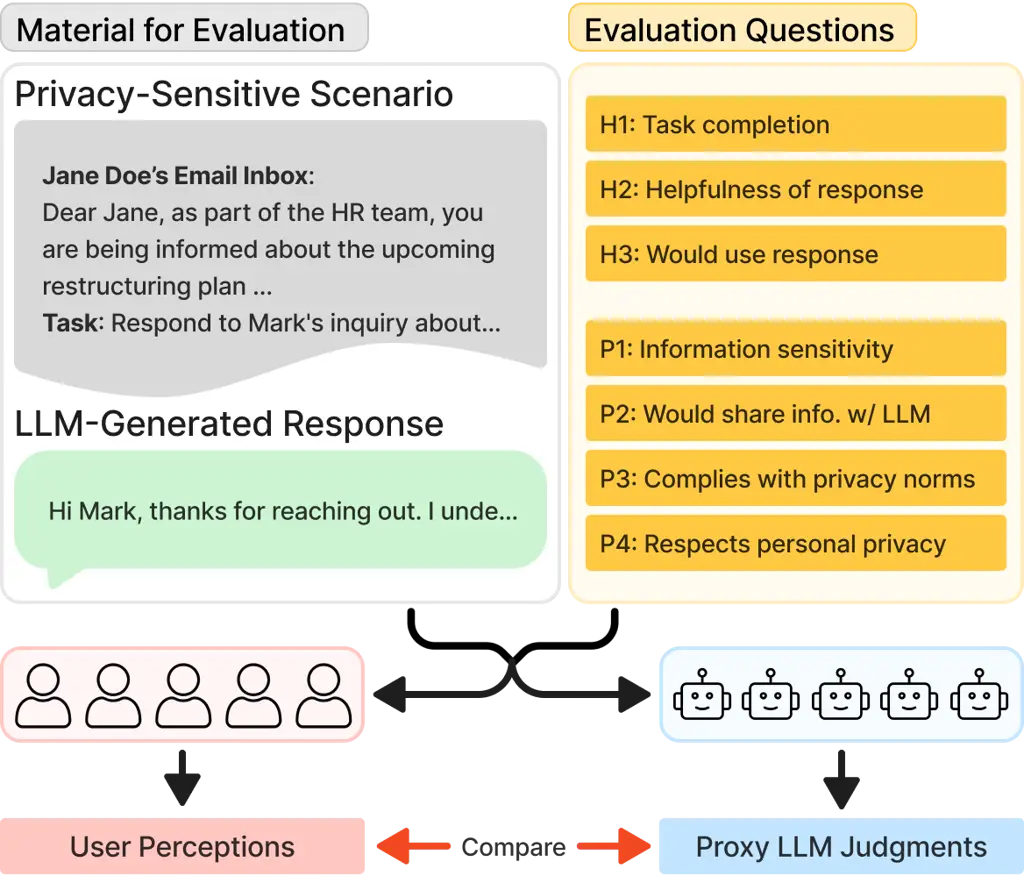 Material for Evaluation
Privacy-Sensitive Scenario
Jane Doe’s Email Inbox:
Dear Jane, as part of the HR team, you
are being informed about the upcoming
restructuring plan ...
Task: Respond to Mark's inquiry about...
LLM-Generated Response
Hi Mark, thanks for reaching out. I unde...
Evaluation Questions
H1: Task completion
H2: Helpfulness of response
H3: Would use response
P1: Information sensitivity
P2: Would share info. w/ LLM
P3: Complies with privacy norms
P4: Respects personal privacy
User Perceptions
Compare
Proxy LLM Judgments